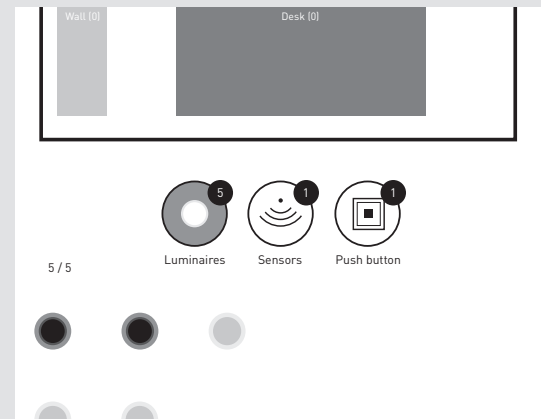 Wall (0)
Desk (0)
5
1
1
Luminaires
Sensors
Push button
5 / 5